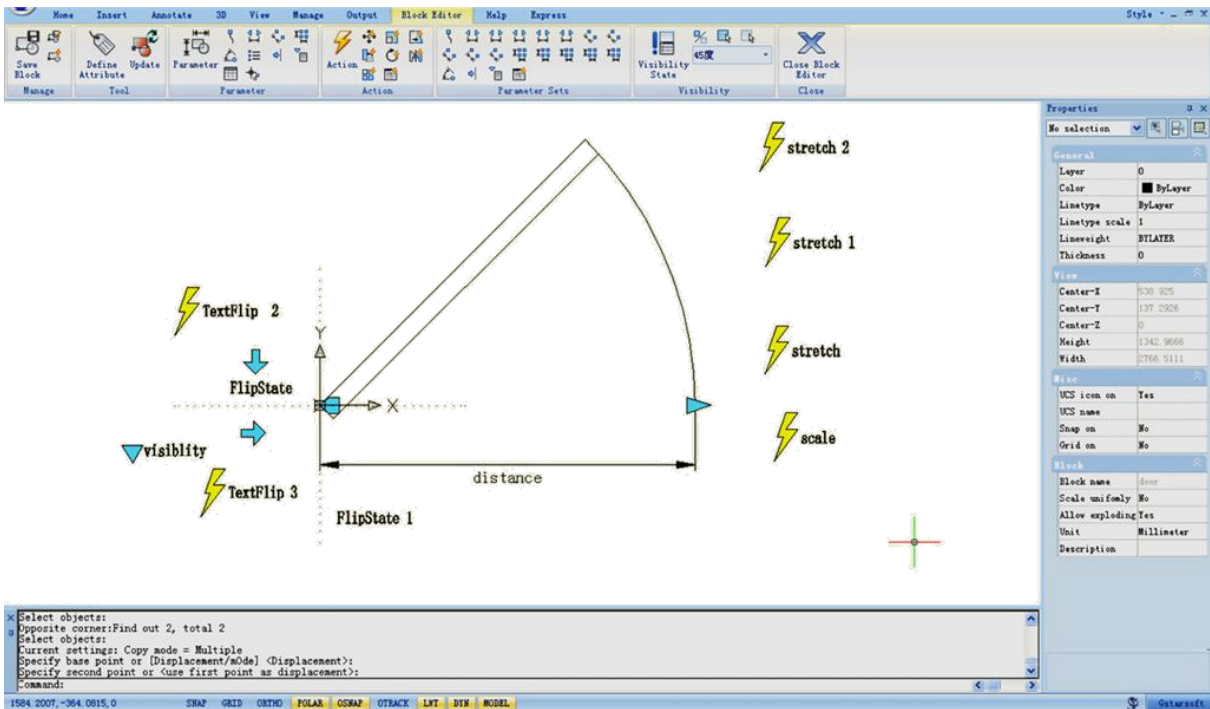 Home Insert Annotate 3D View Manage Output Block Editor Help Express Style
Save Block
Define Attribute
Update
Parameter
Action
Visibility State
45度
Close Block Editor
Manage Tool Parameter Action Parameter Sets Visibility Close
Properties
No selection
General
Layer 0
Color ByLayer
Linetype ByLayer
Linetype scale 1
Lineweight BYLAYER
Thickness 0
View
Center-X 538.925
Center-Y 137.2926
Center-Z 0
Height 1342.9666
Width 2766.5111
Misc
UCS icon on Yes
UCS name
Snap on No
Grid on No
Block
Block name door
Scale uniformly No
Allow exploding Yes
Unit Millimeter
Description
stretch 2
stretch 1
TextFlip 2
Y
stretch
FlipState
X
scale
visiblity
distance
TextFlip 3
FlipState 1
Select objects:
Opposite corner:Find out 2, total 2
Select objects:
Current settings: Copy mode = Multiple
Specify base point or [Displacement/mOde] <Displacement>:
Specify second point or <use first point as displacement>:
Command:
1584.2007,-364.0815,0 SNAP GRID ORTHO POLAR OSNAP OTRACK LWT DYN MODEL Gstarsoft